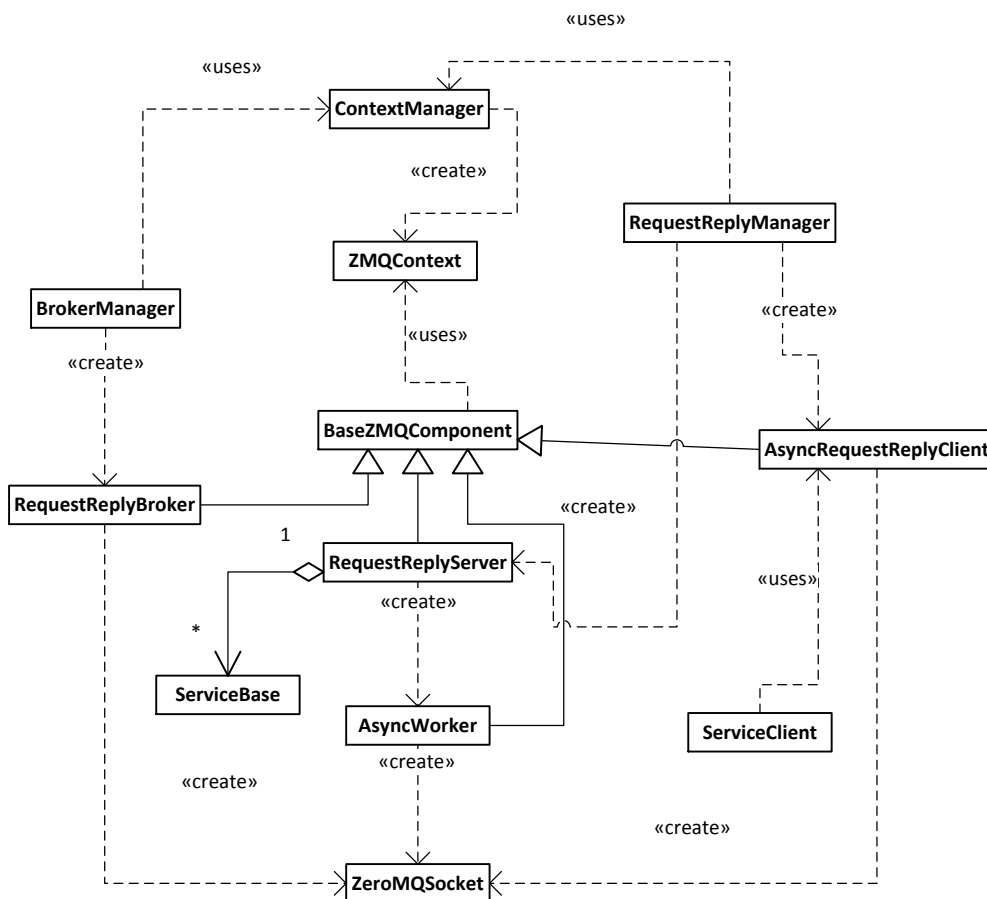 «uses»
«uses»
ContextManager
«create»
RequestReplyManager
ZMQContext
BrokerManager
«create»
«uses»
«create»
BaseZMQComponent
AsyncRequestReplyClient
RequestReplyBroker
«create»
1
RequestReplyServer
«uses»
«create»
*
ServiceBase
AsyncWorker
ServiceClient
«create»
«create»
«create»
ZeroMQSocket